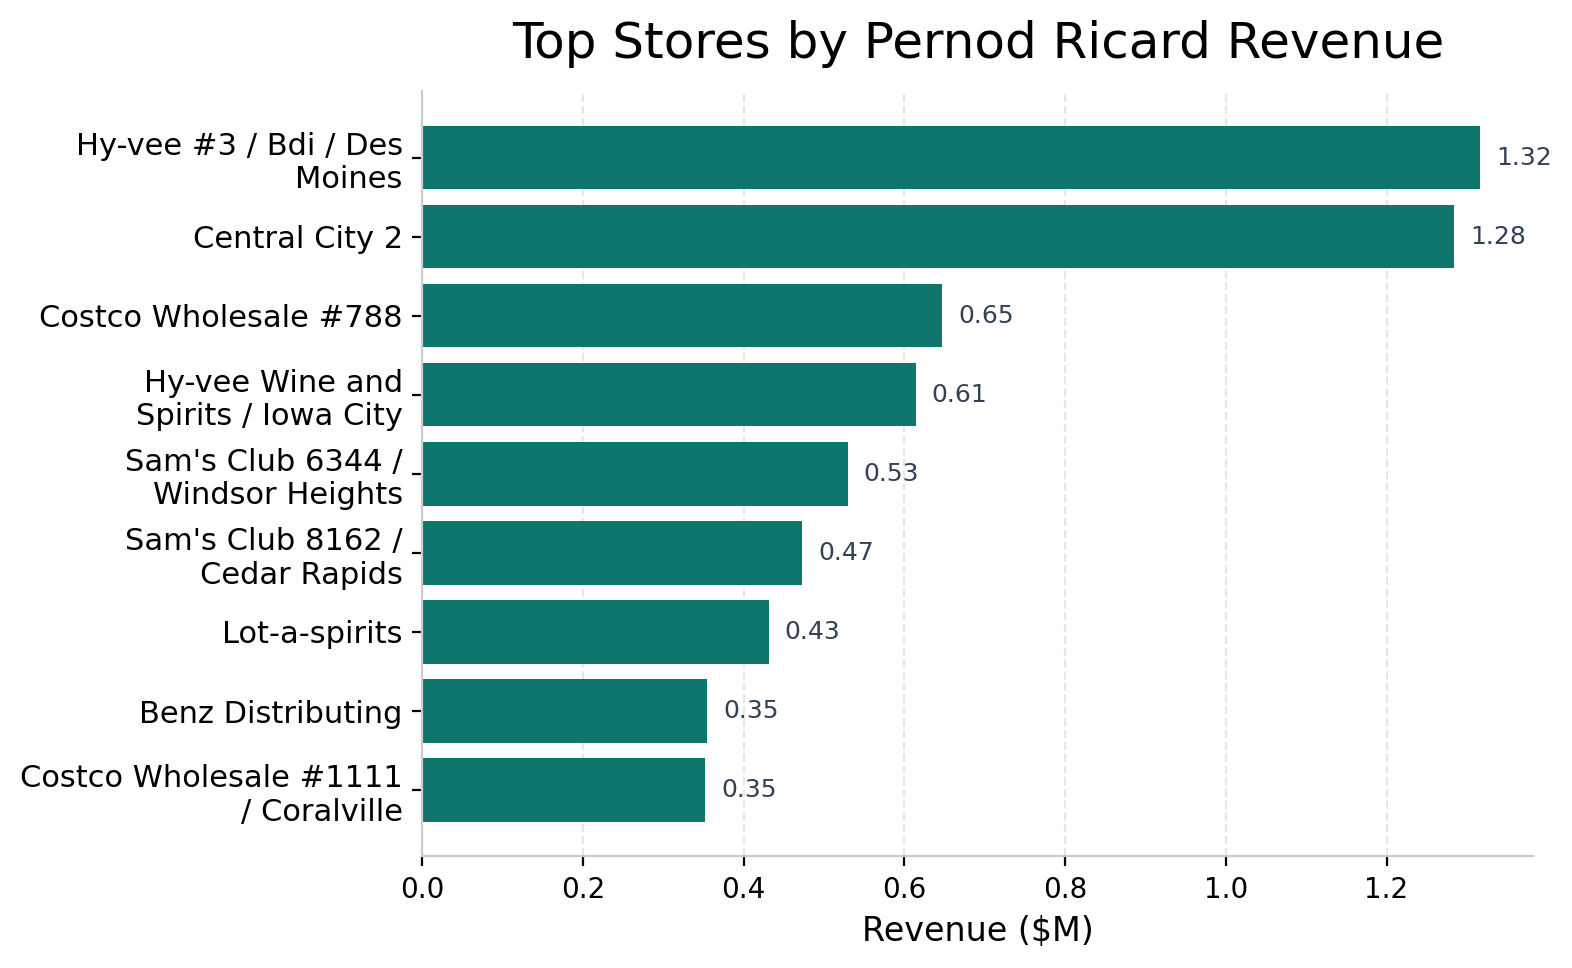 Top Stores by Pernod Ricard Revenue
Hy-vee #3 / Bdi / Des
Moines
1.32
Central City 2
1.28
Costco Wholesale #788
0.65
Hy-vee Wine and
Spirits / Iowa City
0.61
Sam's Club 6344 /
Windsor Heights
0.53
Sam's Club 8162 /
Cedar Rapids
0.47
Lot-a-spirits
0.43
Benz Distributing
0.35
Costco Wholesale #1111
/ Coralville
0.35
0.0 0.2 0.4 0.6 0.8 1.0 1.2
Revenue ($M)